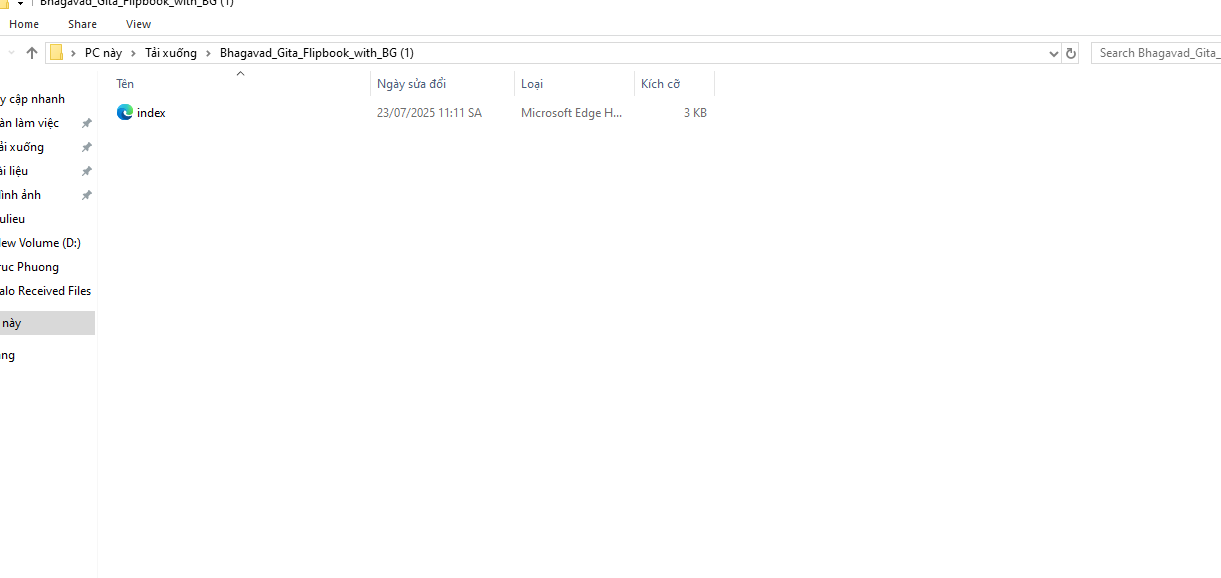 Bhagavad_Gita_Flipbook_with_BG (1)
Home Share View
PC này Tải xuống Bhagavad_Gita_Flipbook_with_BG (1) Search Bhagavad_Gita_
Tên Ngày sửa đổi Loại Kích cỡ
index 23/07/2025 11:11 SA Microsoft Edge H... 3 KB
y cập nhanh
àn làm việc
ải xuống
ài liệu
ình ảnh
ulieu
lew Volume (D:)
ruc Phuong
alo Received Files
này
ạng